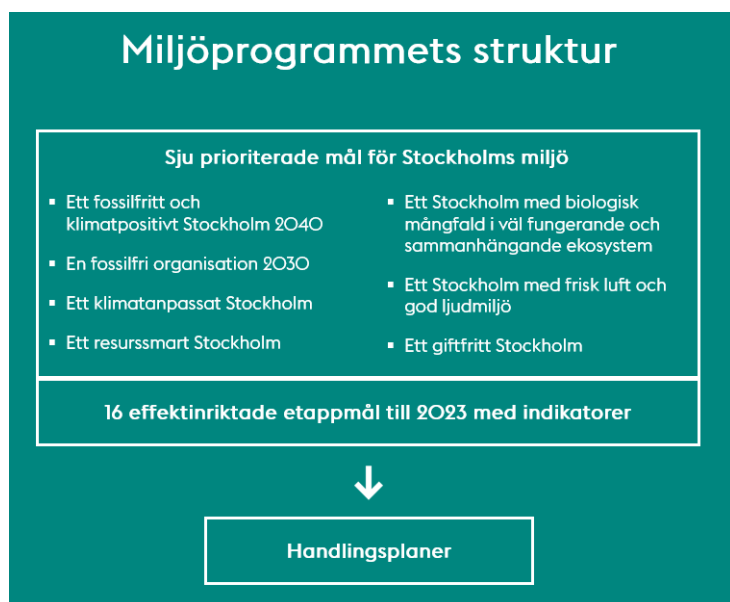 Miljöprogrammets struktur
Sju prioriterade mål för Stockholms miljö
▪ Ett fossilfritt och
klimatpositivt Stockholm 2040
▪ En fossilfri organisation 2030
▪ Ett klimatanpassat Stockholm
▪ Ett resurssmart Stockholm
▪ Ett Stockholm med biologisk
mångfald i väl fungerande och
sammanhängande ekosystem
▪ Ett Stockholm med frisk luft och
god ljudmiljö
▪ Ett giftfritt Stockholm
16 effektinriktade etappmål till 2023 med indikatorer
Handlingsplaner